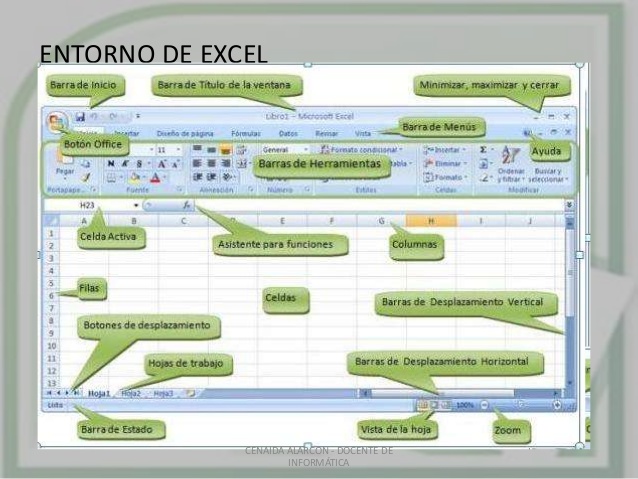 ENTORNO DE EXCEL
Barra de Inicio
Barra de Título de la ventana
Minimizar, maximizar y cerrar
Libro1 - Microsoft Excel
Barra de Menús
Insertar Diseño de página Fórmulas Datos Revisar Vista
Botón Office
Ayuda
11 General Formato condicional Insertar
Barras de Herramientas
Pegar
N K S
Eliminar
Formato
Ordenar y filtrar
Buscar y seleccionar
Portapape... Fuente Alineación Número Estilos Celdas Modificar
H23 fx
A C E F G H I J
Celda Activa
Asistente para funciones
Columnas
1
2
3
4
5
6
7
8
9
10
11
12
13
Filas
Celdas
Barras de Desplazamiento Vertical
Botones de desplazamiento
Hojas de trabajo
Barras de Desplazamiento Horizontal
Hoja1 Hoja2 Hoja3
Listo 100%
Barra de Estado
Vista de la hoja
Zoom
CENAIDA ALARCÓN - DOCENTE DE
INFORMÁTICA